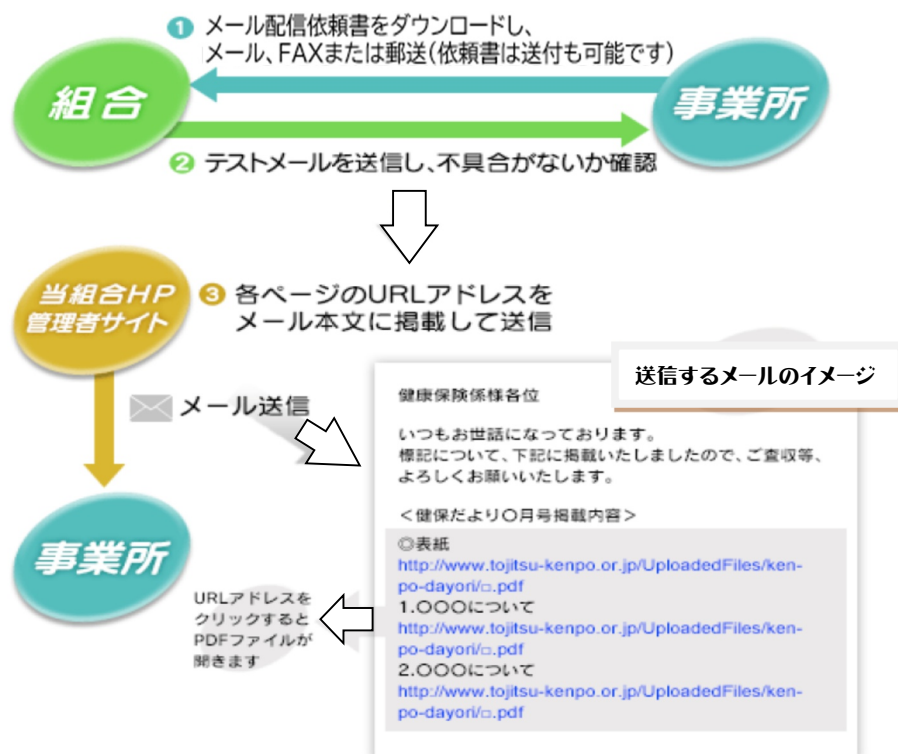 ❶ メール配信依頼書をダウンロードし、
メール、FAXまたは郵送(依頼書は送付も可能です)
組合
事業所
❷ テストメールを送信し、不具合がないか確認
当組合HP
管理者サイト
❸ 各ページのURLアドレスを
メール本文に掲載して送信
メール送信
送信するメールのイメージ
健康保険係様各位
いつもお世話になっております。
標記について、下記に掲載いたしましたので、ご査収等、
よろしくお願いいたします。
＜健保だより〇月号掲載内容＞
◎表紙
http://www.tojitsu-kenpo.or.jp/UploadedFiles/ken-
po-dayori/□.pdf
1.〇〇〇について
http://www.tojitsu-kenpo.or.jp/UploadedFiles/ken-
po-dayori/□.pdf
2.〇〇〇について
http://www.tojitsu-kenpo.or.jp/UploadedFiles/ken-
po-dayori/□.pdf
事業所
URLアドレスを
クリックすると
PDFファイルが
開きます